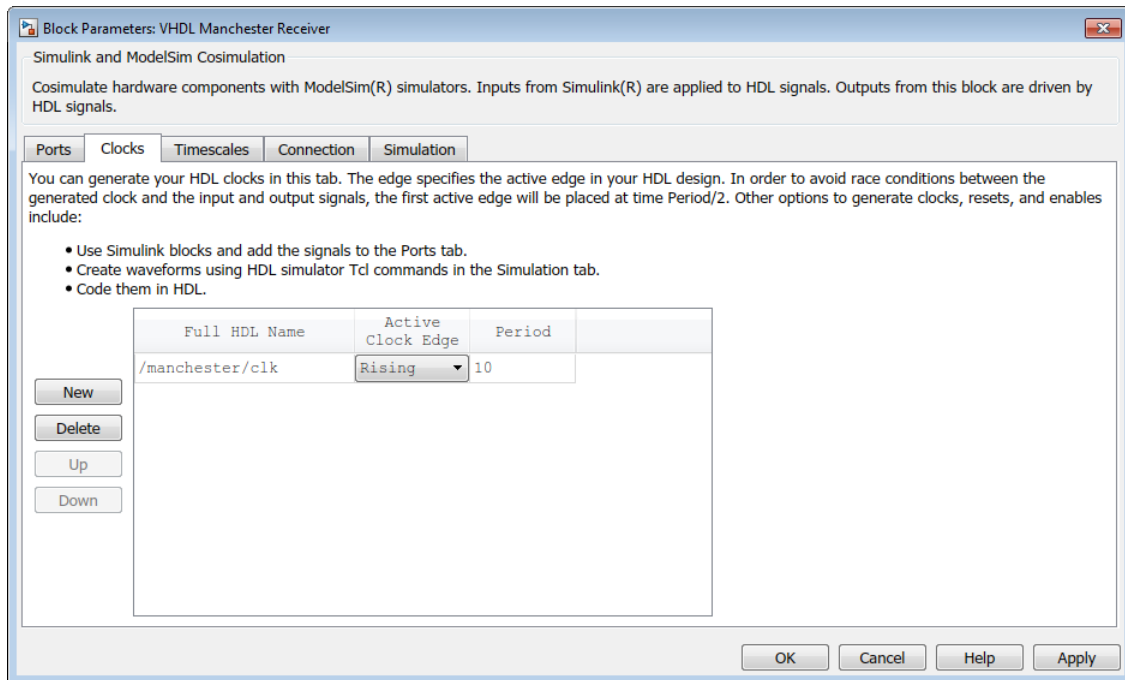 Block Parameters: VHDL Manchester Receiver
Simulink and ModelSim Cosimulation
Cosimulate hardware components with ModelSim(R) simulators. Inputs from Simulink(R) are applied to HDL signals. Outputs from this block are driven by
HDL signals.
Ports Clocks Timescales Connection Simulation
You can generate your HDL clocks in this tab. The edge specifies the active edge in your HDL design. In order to avoid race conditions between the
generated clock and the input and output signals, the first active edge will be placed at time Period/2. Other options to generate clocks, resets, and enables
include:
• Use Simulink blocks and add the signals to the Ports tab.
• Create waveforms using HDL simulator Tcl commands in the Simulation tab.
• Code them in HDL.
Full HDL Name Active Clock Edge Period
/manchester/clk Rising 10
New
Delete
Up
Down
OK Cancel Help Apply